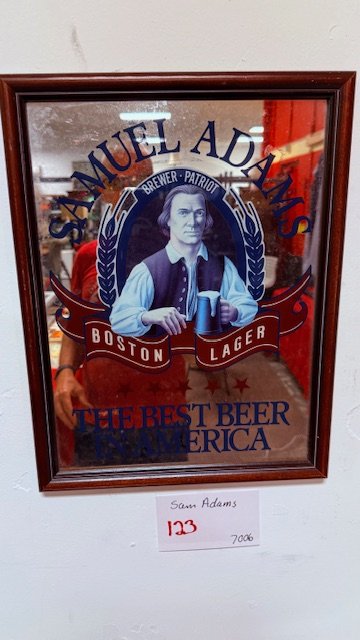 SAMUEL ADAMS
BREWER · PATRIOT
BOSTON LAGER
THE BEST BEER
IN AMERICA
Sam Adams
123
7006